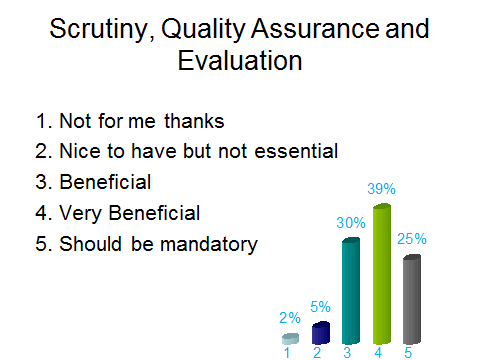 Scrutiny, Quality Assurance and
Evaluation
1. Not for me thanks
2. Nice to have but not essential
3. Beneficial
4. Very Beneficial
5. Should be mandatory
39%
30%
25%
5%
2%
1 2 3 4 5